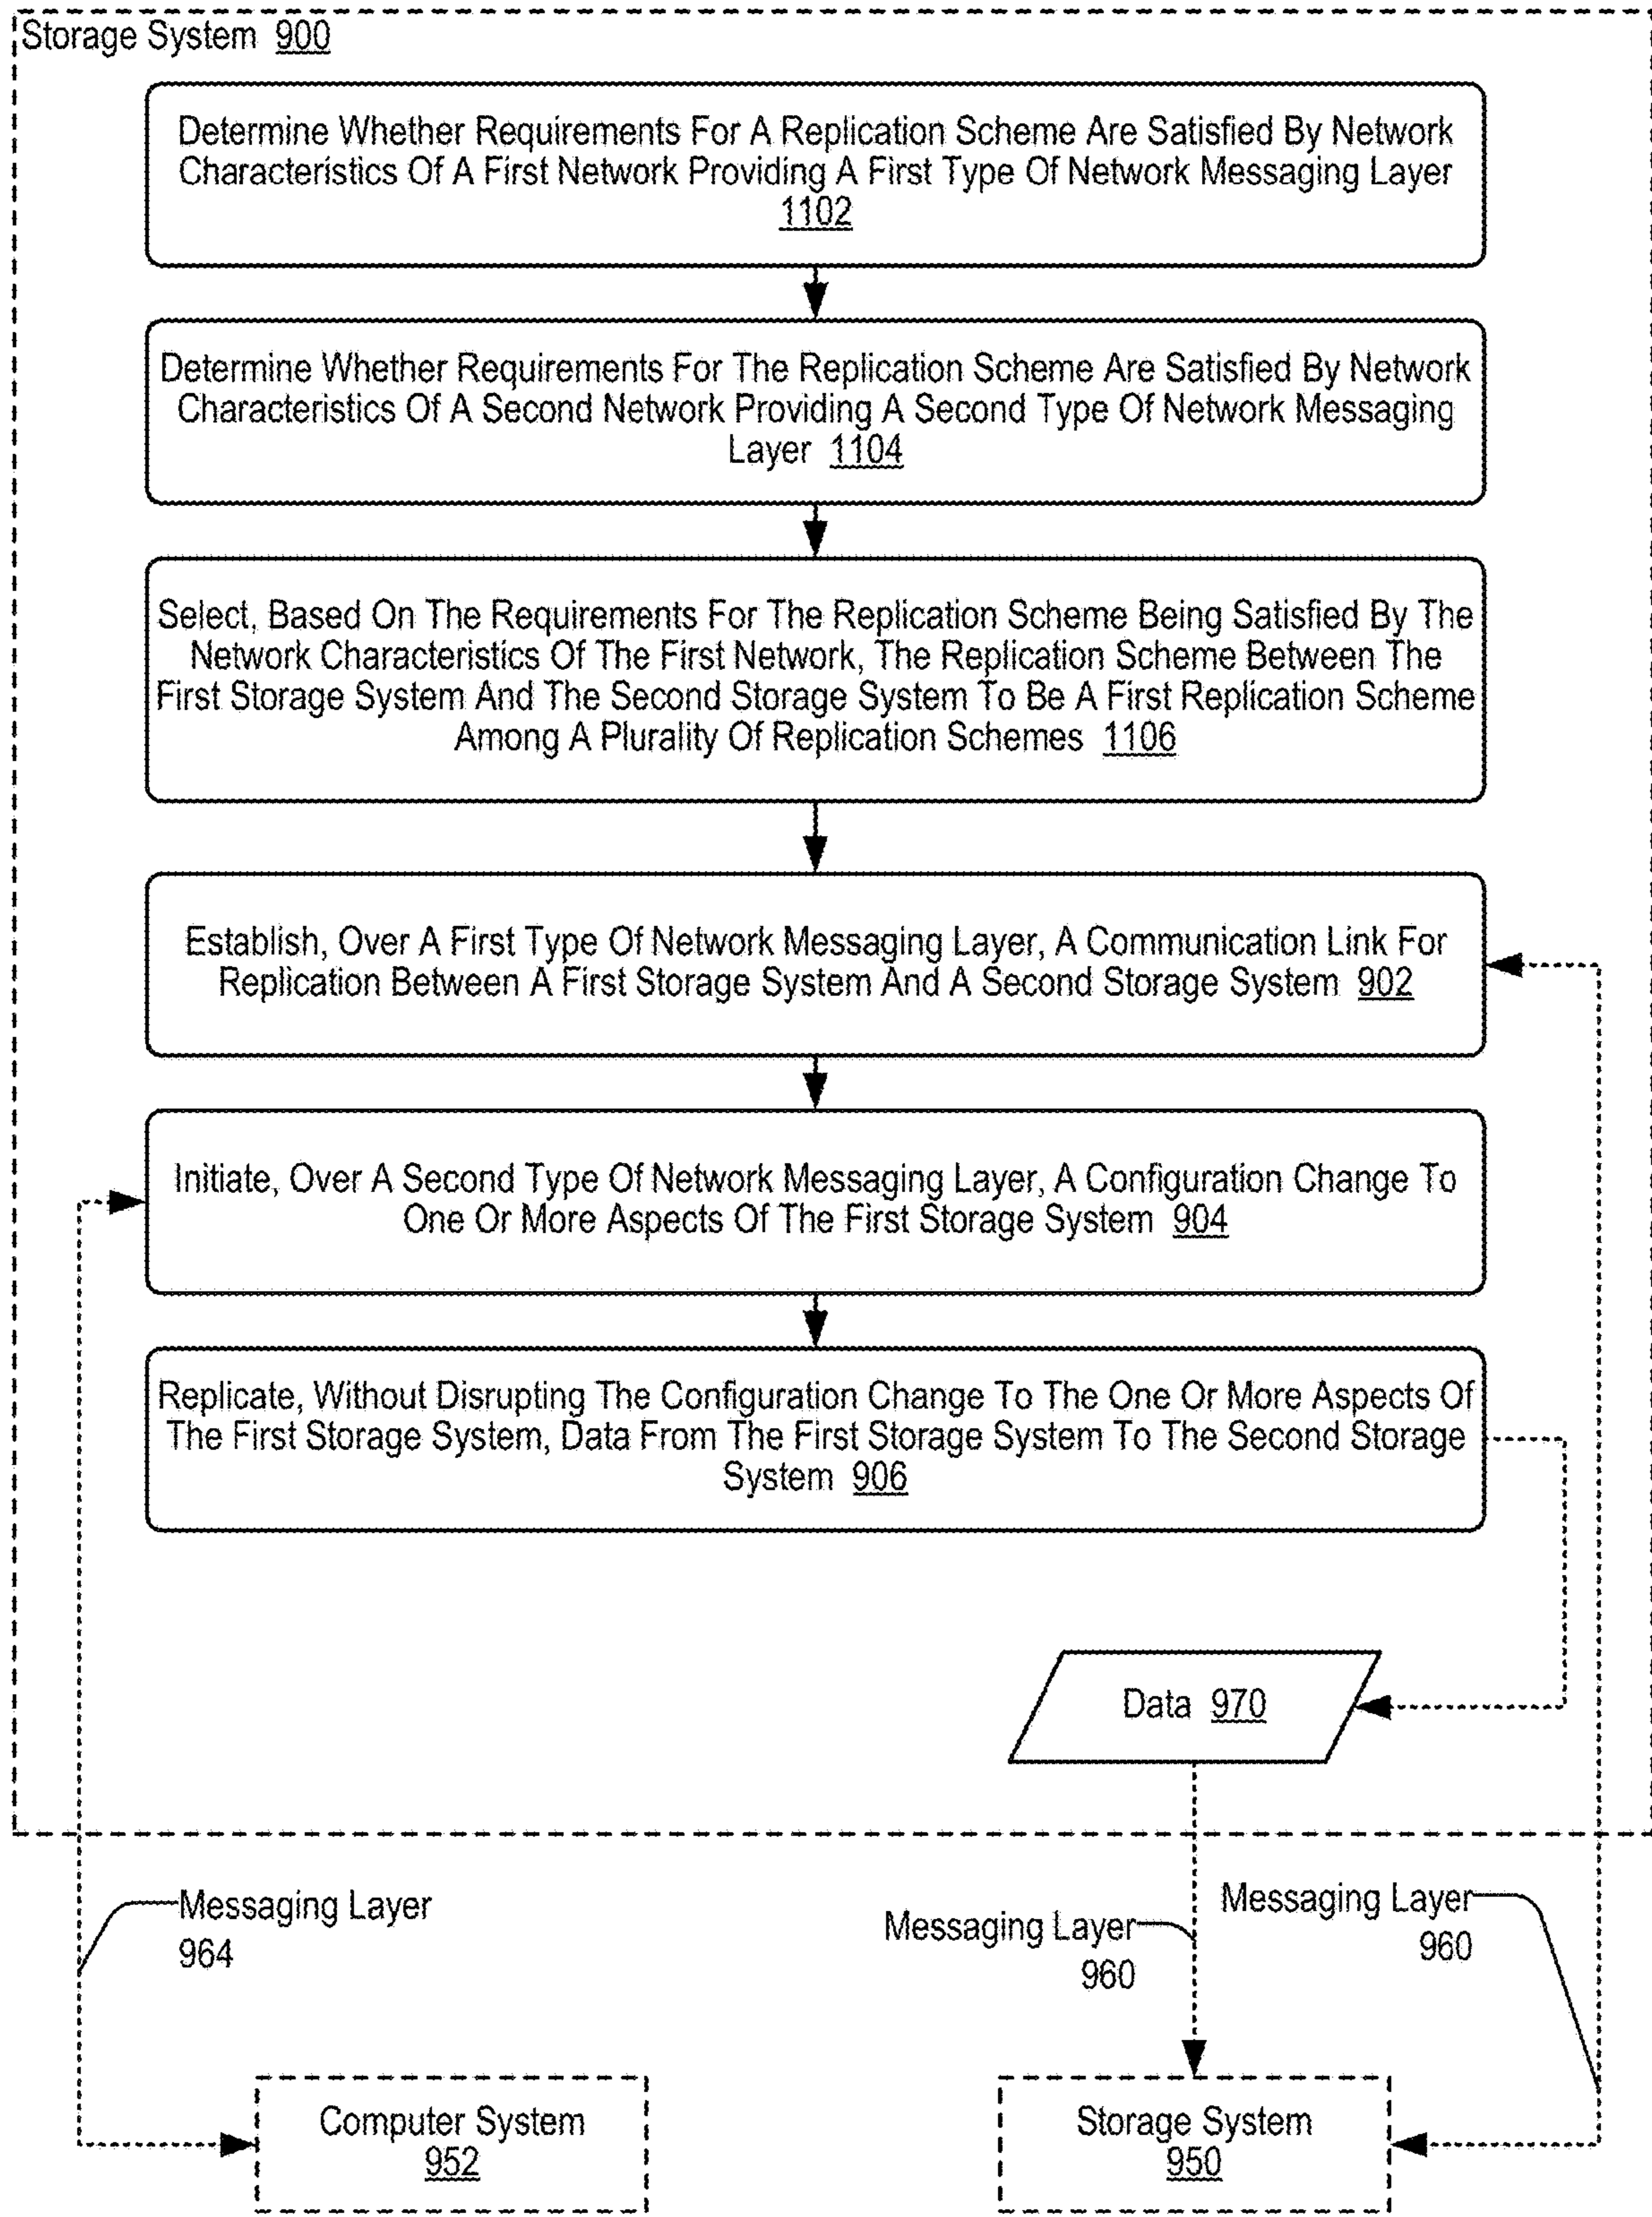 Storage System 900
Determine Whether Requirements For A Replication Scheme Are Satisfied By Network
Characteristics Of A First Network Providing A First Type Of Network Messaging Layer
1102
Determine Whether Requirements For The Replication Scheme Are Satisfied By Network
Characteristics Of A Second Network Providing A Second Type Of Network Messaging
Layer 1104
Select, Based On The Requirements For The Replication Scheme Being Satisfied By The
Network Characteristics Of The First Network, The Replication Scheme Between The
First Storage System And The Second Storage System To Be A First Replication Scheme
Among A Plurality Of Replication Schemes 1106
Establish, Over A First Type Of Network Messaging Layer, A Communication Link For
Replication Between A First Storage System And A Second Storage System 902
Initiate, Over A Second Type Of Network Messaging Layer, A Configuration Change To
One Or More Aspects Of The First Storage System 904
Replicate, Without Disrupting The Configuration Change To The One Or More Aspects Of
The First Storage System, Data From The First Storage System To The Second Storage
System 906
Data 970
Messaging Layer
964
Messaging Layer
960
Messaging Layer
960
Computer System
952
Storage System
950